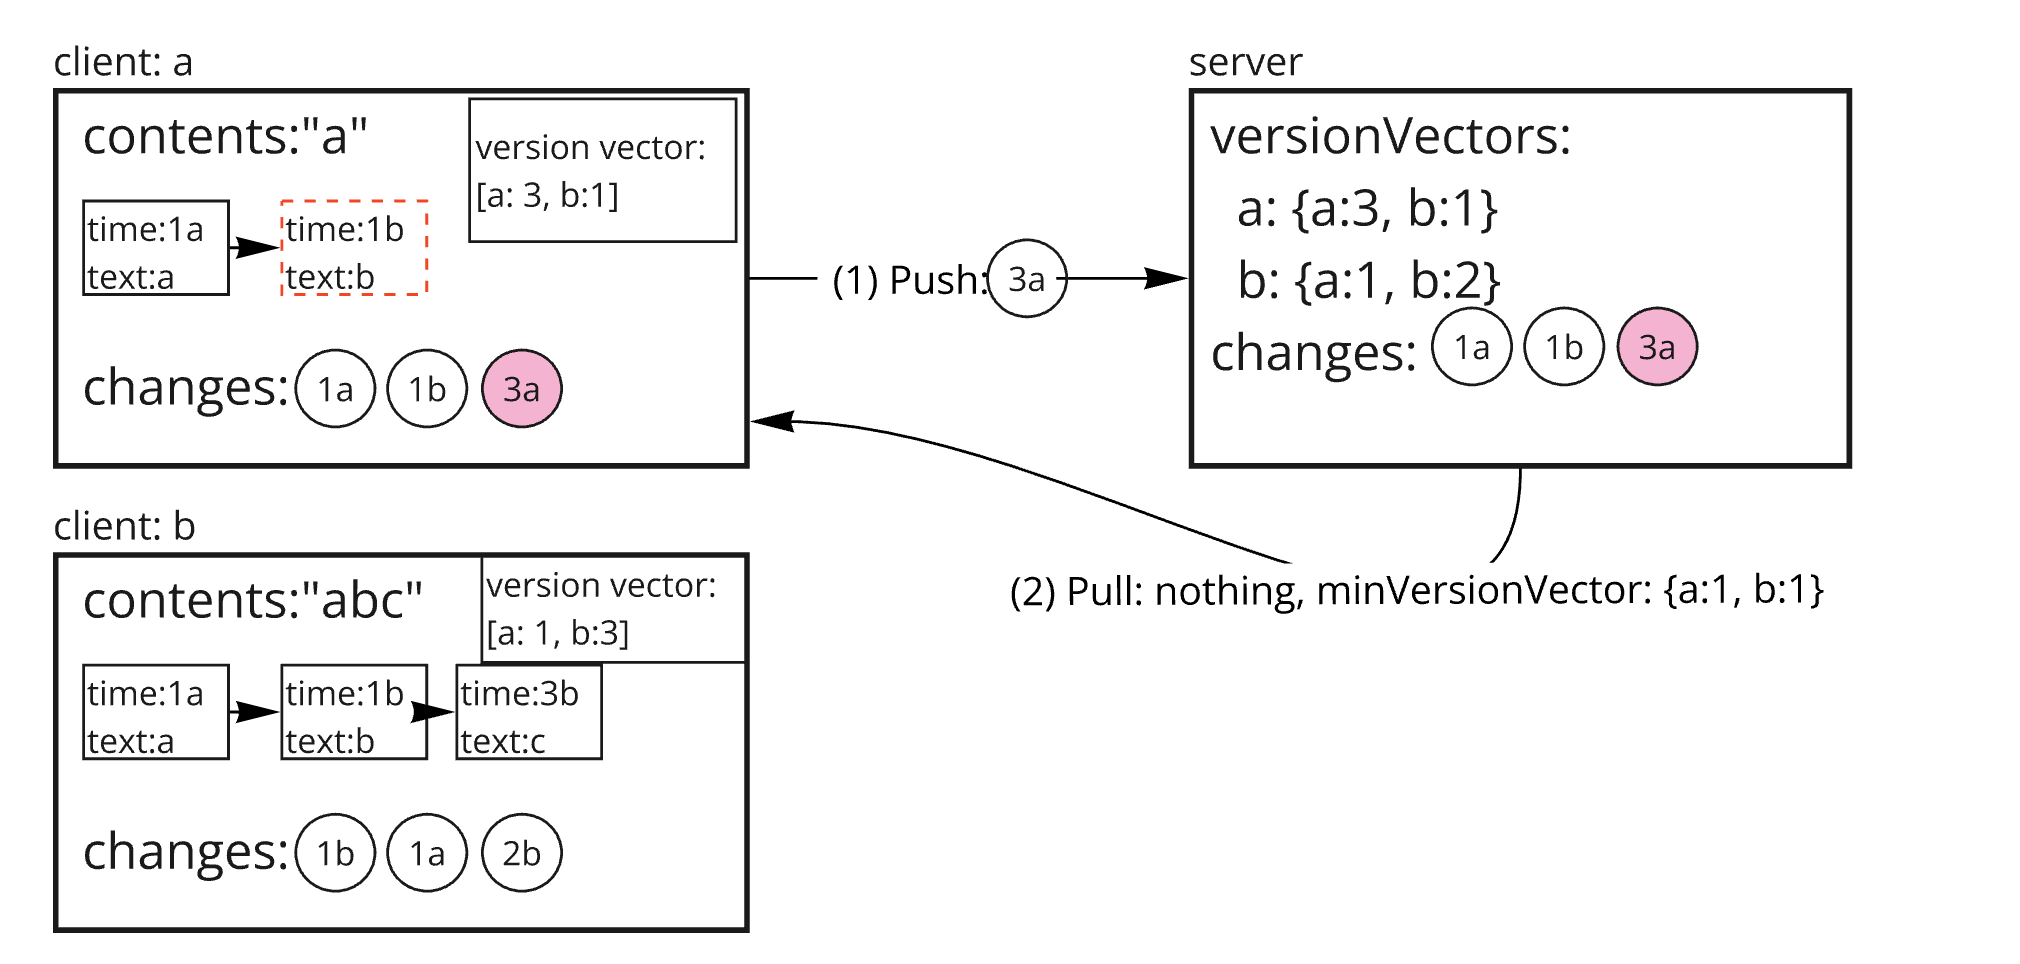 client: a
contents:"a"
version vector:
[a: 3, b:1]
time:1a
text:a
time:1b
text:b
changes: 1a 1b 3a
(1) Push: 3a
server
versionVectors:
a: {a:3, b:1}
b: {a:1, b:2}
changes: 1a 1b 3a
(2) Pull: nothing, minVersionVector: {a:1, b:1}
client: b
contents:"abc"
version vector:
[a: 1, b:3]
time:1a
text:a
time:1b
text:b
time:3b
text:c
changes: 1b 1a 2b